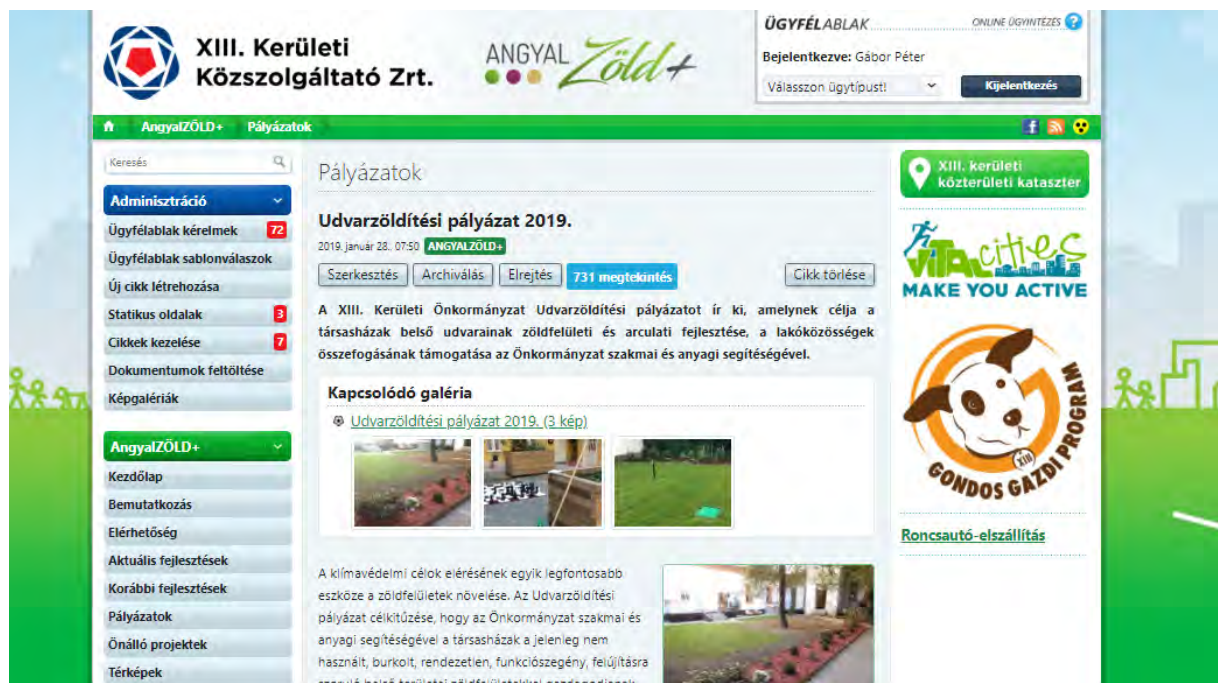 XIII. Kerületi
Közszolgáltató Zrt.
ANGYAL Zöld+
ÜGYFÉLABLAK
ONLINE ÜGYINTÉZÉS ?
Bejelentkezve: Gábor Péter
Válasszon ügytípust!
Kijelentkezés
AngyalZÖLD+
Pályázatok
Keresés
Adminisztráció
Ügyfélablak kérelmek 72
Ügyfélablak sablonválaszok
Új cikk létrehozása
Statikus oldalak 3
Cikkek kezelése 7
Dokumentumok feltöltése
Képgalériák
AngyalZÖLD+
Kezdőlap
Bemutatkozás
Elérhetőség
Aktuális fejlesztések
Korábbi fejlesztések
Pályázatok
Önálló projektek
Térképek
Pályázatok
Udvarzöldítési pályázat 2019.
2019. január 28.. 07:50 ANGYALZÖLD+
Szerkesztés
Archiválás
Elrejtés
731 megtekintés
Cikk törlése
A XIII. Kerületi Önkormányzat Udvarzöldítési pályázatot ír ki, amelynek célja a
társasházak belső udvarainak zöldfelületi és arculati fejlesztése, a lakóközösségek
összefogásának támogatása az Önkormányzat szakmai és anyagi segítéségével.
Kapcsolódó galéria
Udvarzöldítési pályázat 2019. (3 kép)
A klímavédelmi célok elérésének egyik legfontosabb
eszköze a zöldfelületek növelése. Az Udvarzöldítési
pályázat célkitűzése, hogy az Önkormányzat szakmai és
anyagi segítéségével a társasházak a jelenleg nem
használt, burkolt, rendezetlen, funkciószegény, felújításra
XIII. kerületi
közterületi kataszter
VITAL cities
MAKE YOU ACTIVE
GONDOS GAZDI PROGRAM
XIII
Roncsautó-elszállítás